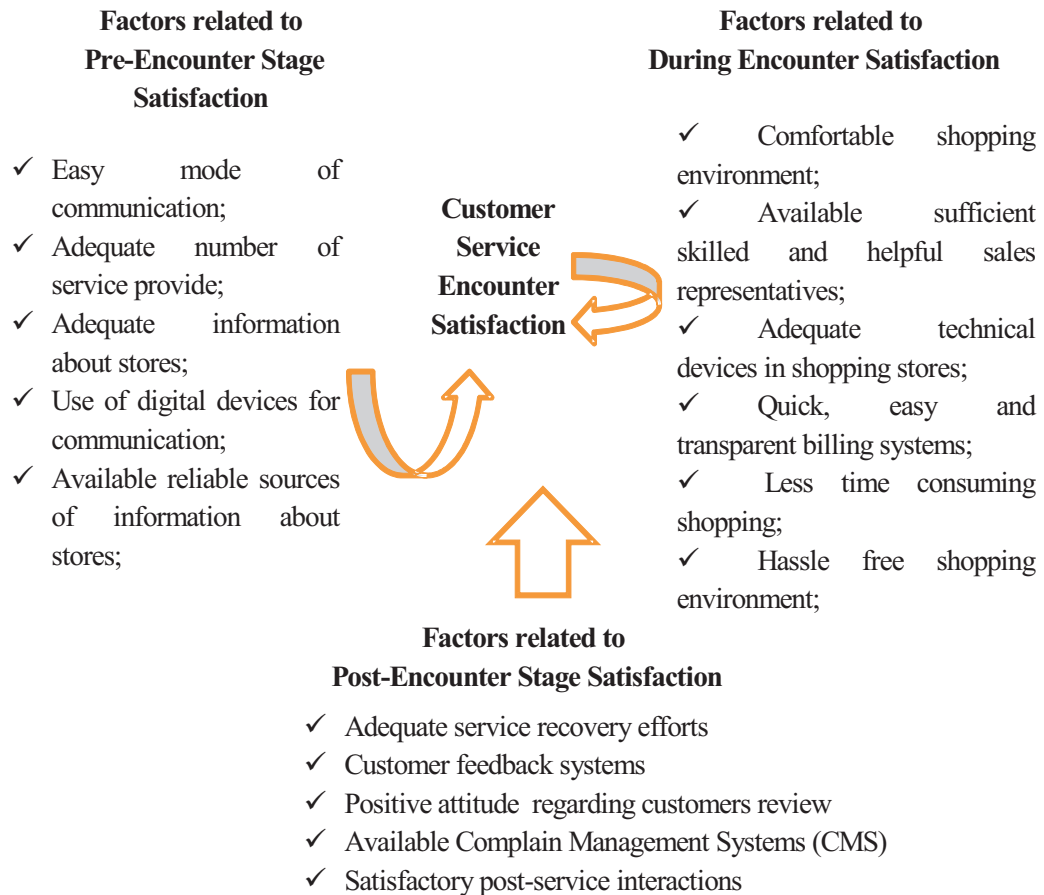 Factors related to
Pre-Encounter Stage
Satisfaction
✓ Easy mode of
communication;
✓ Adequate number of
service provide;
✓ Adequate information
about stores;
✓ Use of digital devices for
communication;
✓ Available reliable sources
of information about
stores;
Customer
Service
Encounter
Satisfaction
Factors related to
During Encounter Satisfaction
✓ Comfortable shopping
environment;
✓ Available sufficient
skilled and helpful sales
representatives;
✓ Adequate technical
devices in shopping stores;
✓ Quick, easy and
transparent billing systems;
✓ Less time consuming
shopping;
✓ Hassle free shopping
environment;
Factors related to
Post-Encounter Stage Satisfaction
✓ Adequate service recovery efforts
✓ Customer feedback systems
✓ Positive attitude regarding customers review
✓ Available Complain Management Systems (CMS)
✓ Satisfactory post-service interactions